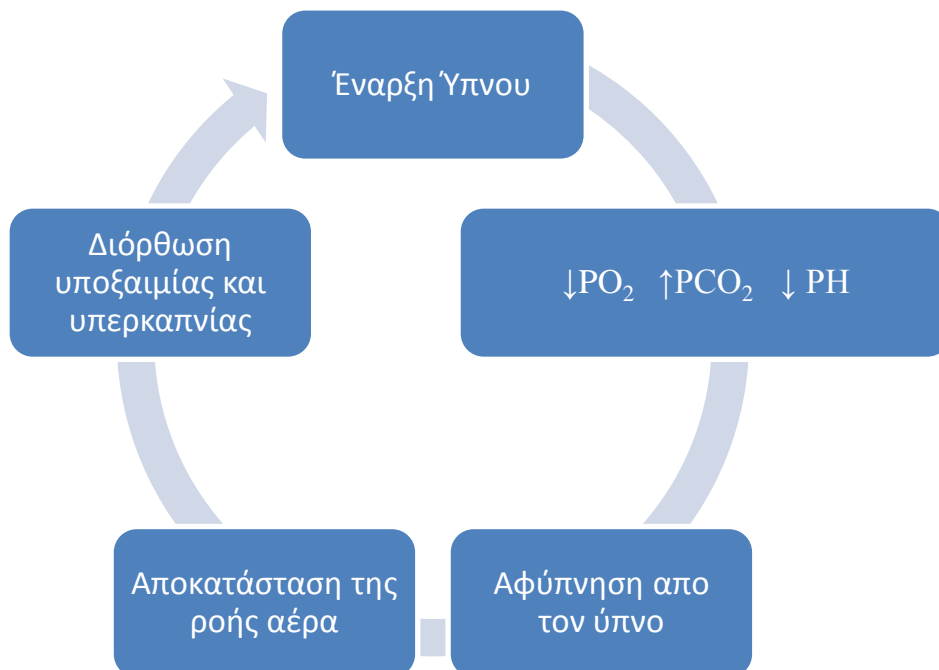 Έναρξη Ύπνου
↓PO₂ ↑PCO₂ ↓ PH
Αφύπνηση απο
τον ύπνο
Αποκατάσταση της
ροής αέρα
Διόρθωση
υποξαιμίας και
υπερκαπνίας